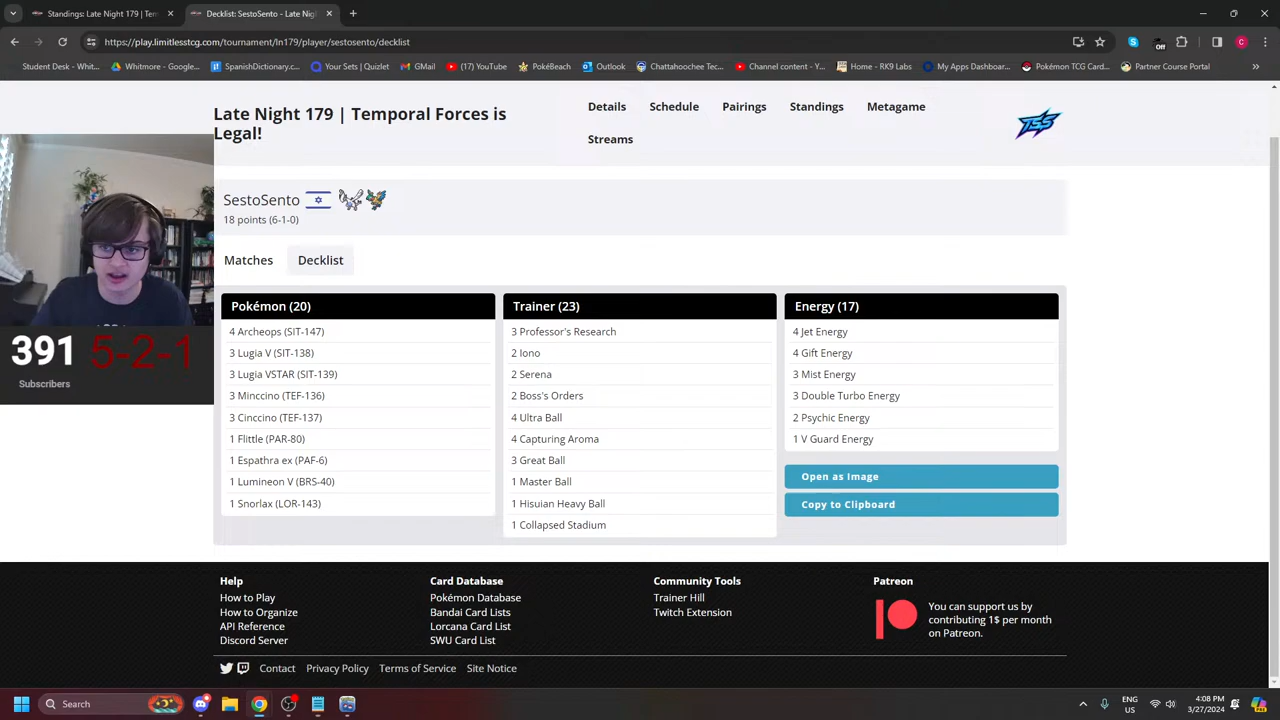 Standings: Late Night 179 | Tem
Decklist: SestoSento - Late Nigh
https://play.limitlesstcg.com/tournament/ln179/player/sestosento/decklist
Off
Student Desk - Whit...
Whitmore - Google...
SpanishDictionary.c...
Your Sets | Quizlet
GMail
(17) YouTube
PokéBeach
Outlook
Chattahoochee Tec...
Channel content - Y...
Home - RK9 Labs
My Apps Dashboar...
Pokémon TCG Card...
Partner Course Portal
Late Night 179 | Temporal Forces is
Legal!
Details
Schedule
Pairings
Standings
Metagame
Streams
TSS
SestoSento
18 points (6-1-0)
Matches
Decklist
391
Subscribers
5-2-1
Pokémon (20)
4 Archeops (SIT-147)
3 Lugia V (SIT-138)
3 Lugia VSTAR (SIT-139)
3 Minccino (TEF-136)
3 Cinccino (TEF-137)
1 Flittle (PAR-80)
1 Espathra ex (PAF-6)
1 Lumineon V (BRS-40)
1 Snorlax (LOR-143)
Trainer (23)
3 Professor's Research
2 Iono
2 Serena
2 Boss's Orders
4 Ultra Ball
4 Capturing Aroma
3 Great Ball
1 Master Ball
1 Hisuian Heavy Ball
1 Collapsed Stadium
Energy (17)
4 Jet Energy
4 Gift Energy
3 Mist Energy
3 Double Turbo Energy
2 Psychic Energy
1 V Guard Energy
Open as Image
Copy to Clipboard
Help
How to Play
How to Organize
API Reference
Discord Server
Card Database
Pokémon Database
Bandai Card Lists
Lorcana Card List
SWU Card List
Community Tools
Trainer Hill
Twitch Extension
Patreon
You can support us by
contributing 1$ per month
on Patreon.
Contact
Privacy Policy
Terms of Service
Site Notice
Search
ENG
US
4:08 PM
3/27/2024